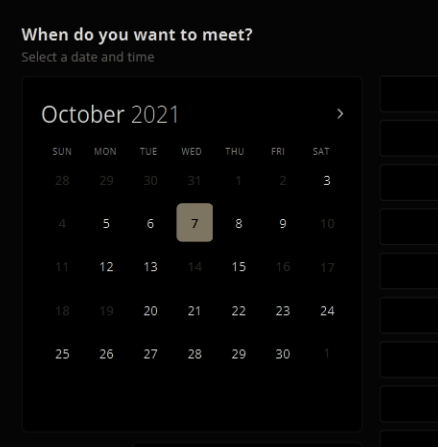 When do you want to meet?
Select a date and time
October 2021
SUN MON TUE WED THU FRI SAT
28 29 30 31 1 2 3
4 5 6 7 8 9 10
11 12 13 14 15 16 17
18 19 20 21 22 23 24
25 26 27 28 29 30 1